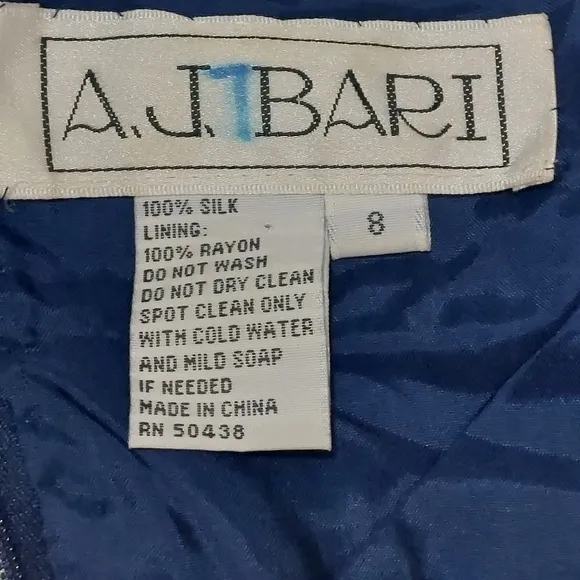 A.J. BARI
1
8
100% SILK
LINING:
100% RAYON
DO NOT WASH
DO NOT DRY CLEAN
SPOT CLEAN ONLY
WITH COLD WATER
AND MILD SOAP
IF NEEDED
MADE IN CHINA
RN 50438